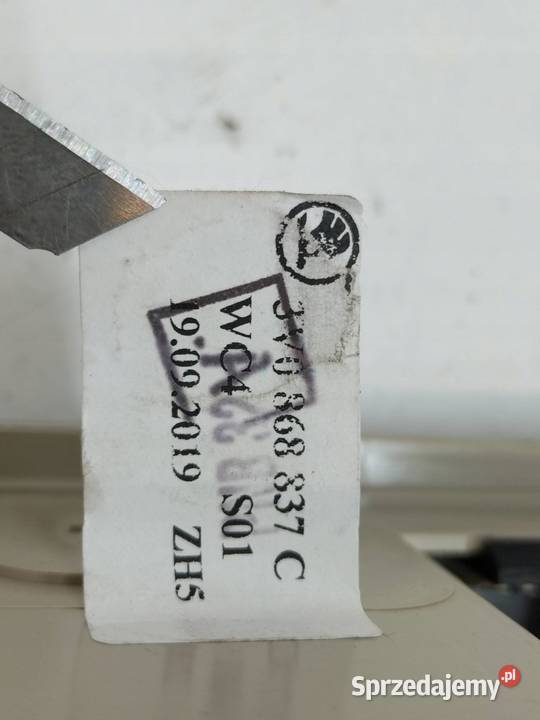 3V0 868 837 C
WC4 S01
19.09.2019 ZH5
Sprzedajemy.pl